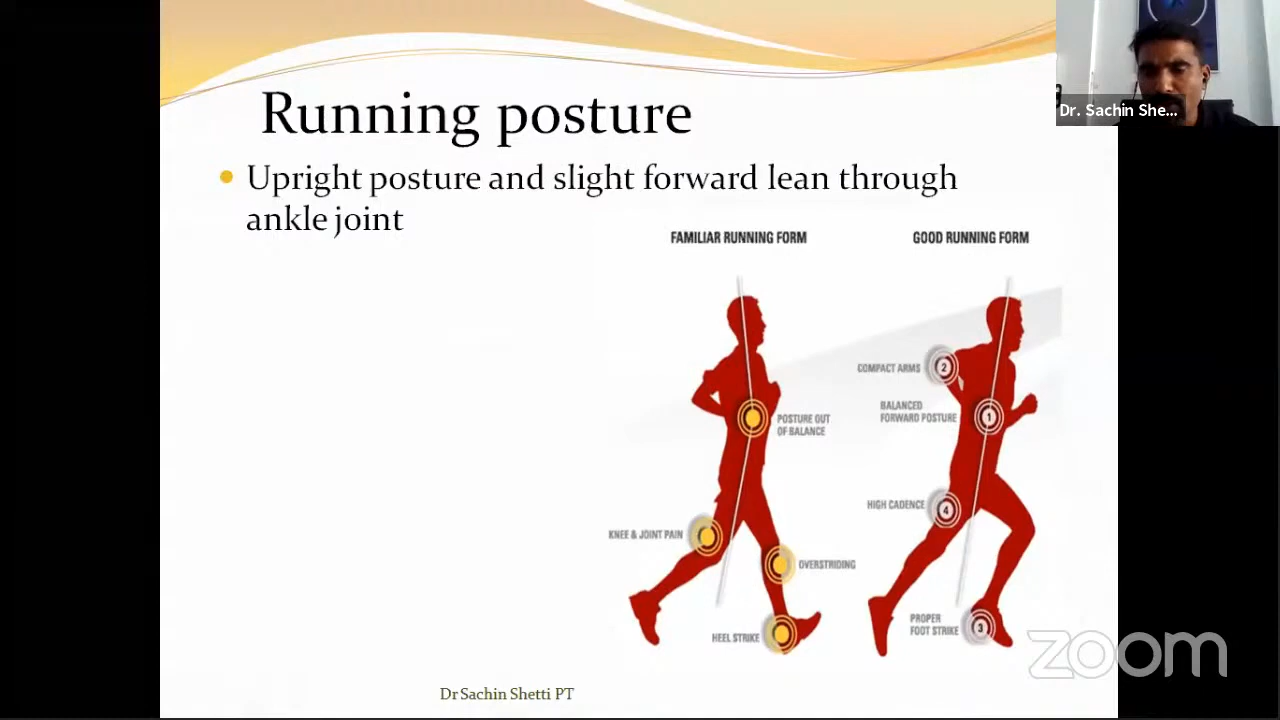 Running posture
Upright posture and slight forward lean through
ankle joint
FAMILIAR RUNNING FORM
GOOD RUNNING FORM
POSTURE OUT
OF BALANCE
KNEE & JOINT PAIN
OVERSTRIDING
HEEL STRIKE
COMPACT ARMS
2
BALANCED
FORWARD POSTURE
1
HIGH CADENCE
4
PROPER
FOOT STRIKE
3
Dr Sachin Shetti PT
Dr. Sachin She...
zoom